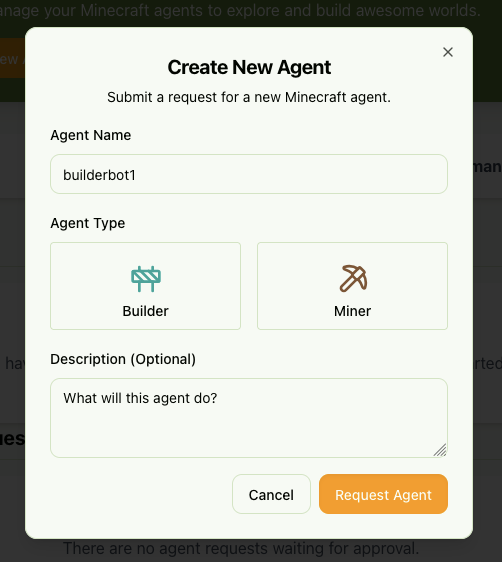 anage your Minecraft agents to explore and build awesome worlds.
ew
Create New Agent
Submit a request for a new Minecraft agent.
Agent Name
builderbot1
man
Agent Type
Builder
Miner
Description (Optional)
hav
rted
What will this agent do?
ues
Cancel
Request Agent
There are no agent requests waiting for approval.